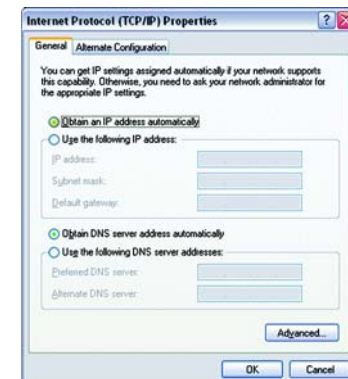 Internet Protocol (TCP/IP) Properties
General
Alternate Configuration
You can get IP settings assigned automatically if your network supports
this capability. Otherwise, you need to ask your network administrator for
the appropriate IP settings.
Obtain an IP address automatically
Use the following IP address:
IP address:
Subnet mask:
Default gateway:
Obtain DNS server address automatically
Use the following DNS server addresses:
Preferred DNS server:
Alternate DNS server:
Advanced...
OK
Cancel